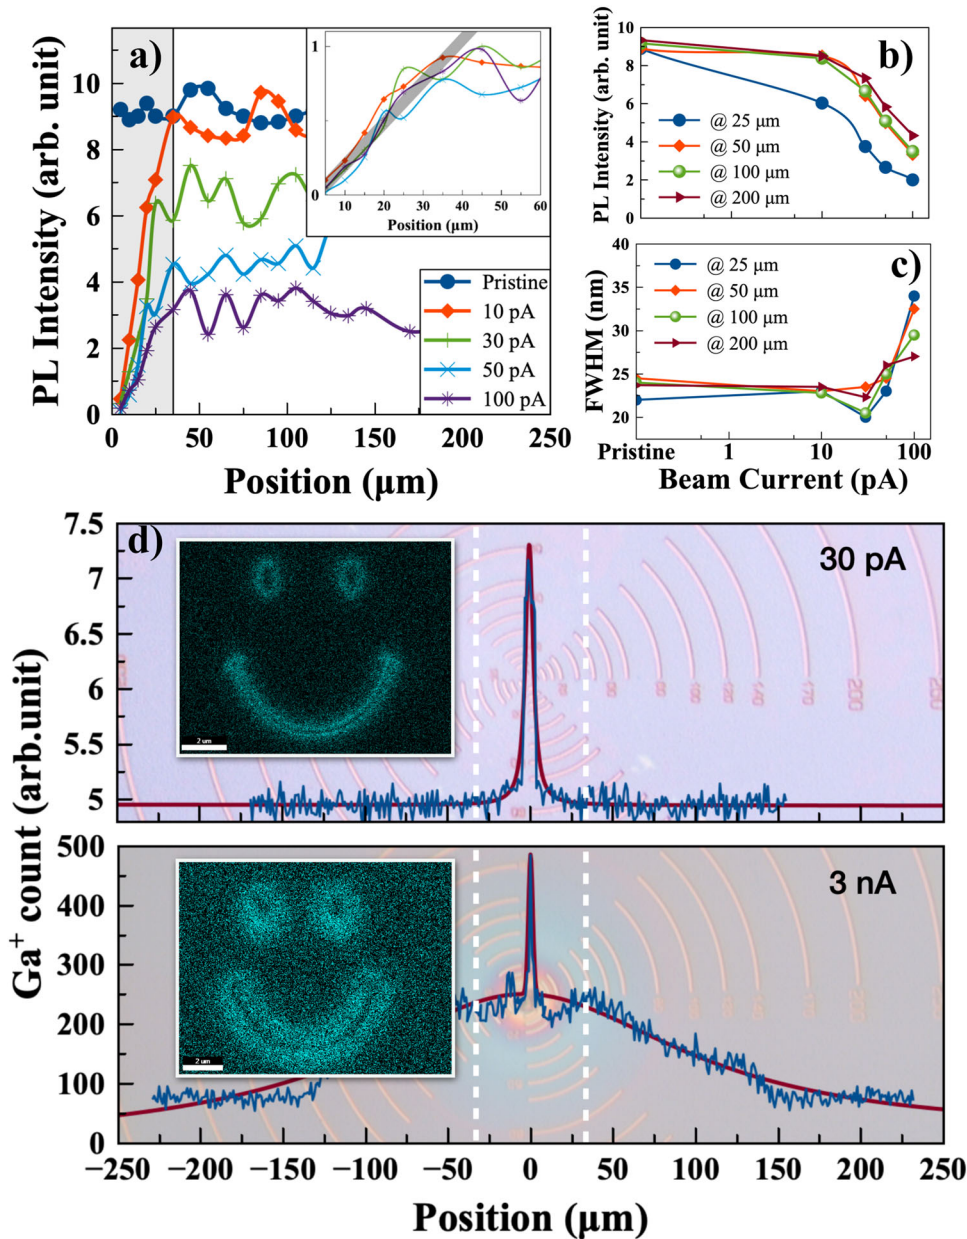 a)
PL Intensity (arb. unit)
10
8
6
4
2
0
0
50
100
150
200
250
Position (μm)
Pristine
10 pA
30 pA
50 pA
100 pA
1
0
10
20
30
40
50
60
Position (μm)
b)
PL Intensity (arb. unit)
10
8
6
4
2
0
@ 25 μm
@ 50 μm
@ 100 μm
@ 200 μm
c)
FWHM (nm)
40
35
30
25
20
@ 25 μm
@ 50 μm
@ 100 μm
@ 200 μm
Pristine
1
10
100
Beam Current (pA)
d)
Ga⁺ count (arb.unit)
7.5
7
6.5
6
5.5
5
30 pA
2 um
140
170
200
500
400
300
200
100
0
3 nA
2 um
−250
−200
−150
−100
−50
0
50
100
150
200
250
Position (μm)